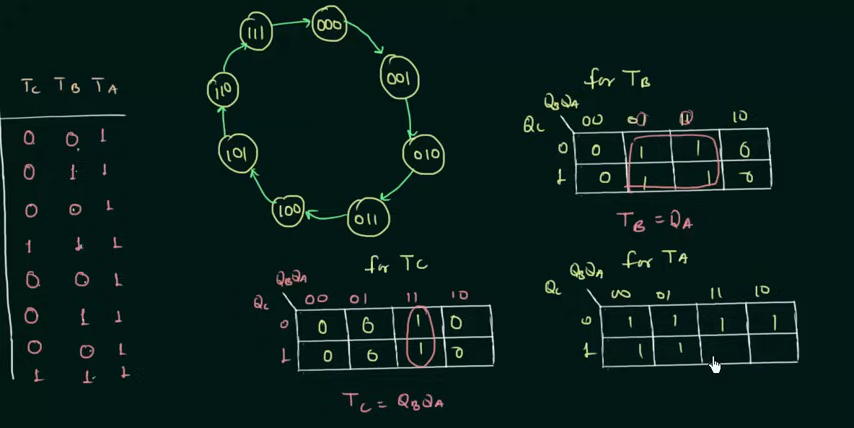 111
000
001
010
011
100
101
110
TC TB TA
0 0 1
0 1 1
0 0 1
1 1 1
0 0 1
0 1 1
0 0 1
1 1 1
for TB
QBQA
QC 00 01 11 10
0 0 1 1 0
1 0 1 1 0
TB = QA
for TC
QBQA
QC 00 01 11 10
0 0 0 1 0
1 0 0 1 0
TC = QBQA
for TA
QBQA
QC 00 01 11 10
0 1 1 1 1
1 1 1